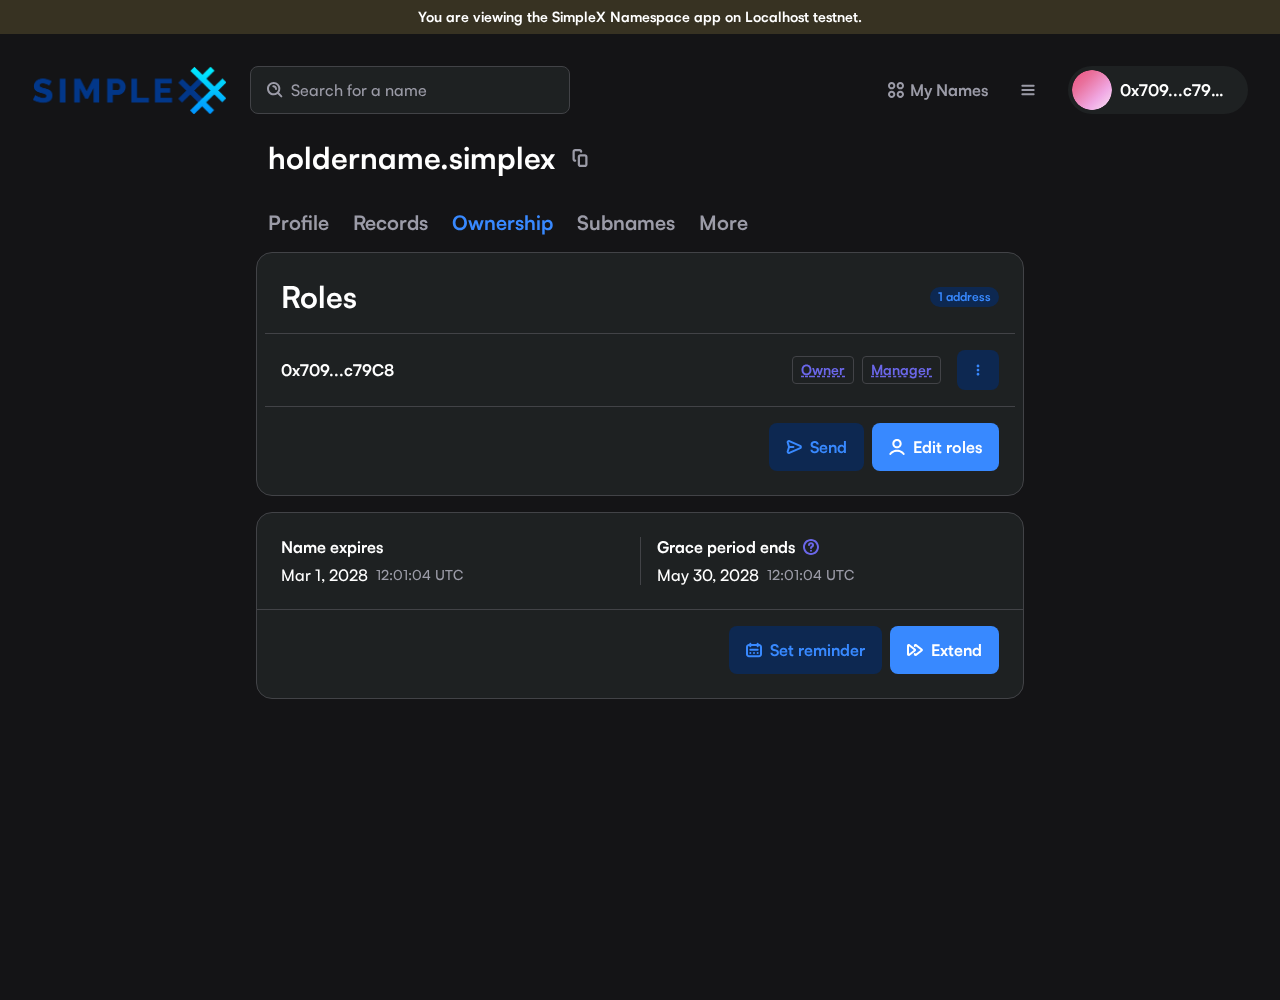 You are viewing the SimpleX Namespace app on Localhost testnet.
SIMPLEX
Search for a name
My Names
0x709...c79...
holdername.simplex
Profile Records Ownership Subnames More
Roles
1 address
0x709...c79C8
Owner Manager
Send Edit roles
Name expires
Mar 1, 2028 12:01:04 UTC
Grace period ends
May 30, 2028 12:01:04 UTC
Set reminder Extend